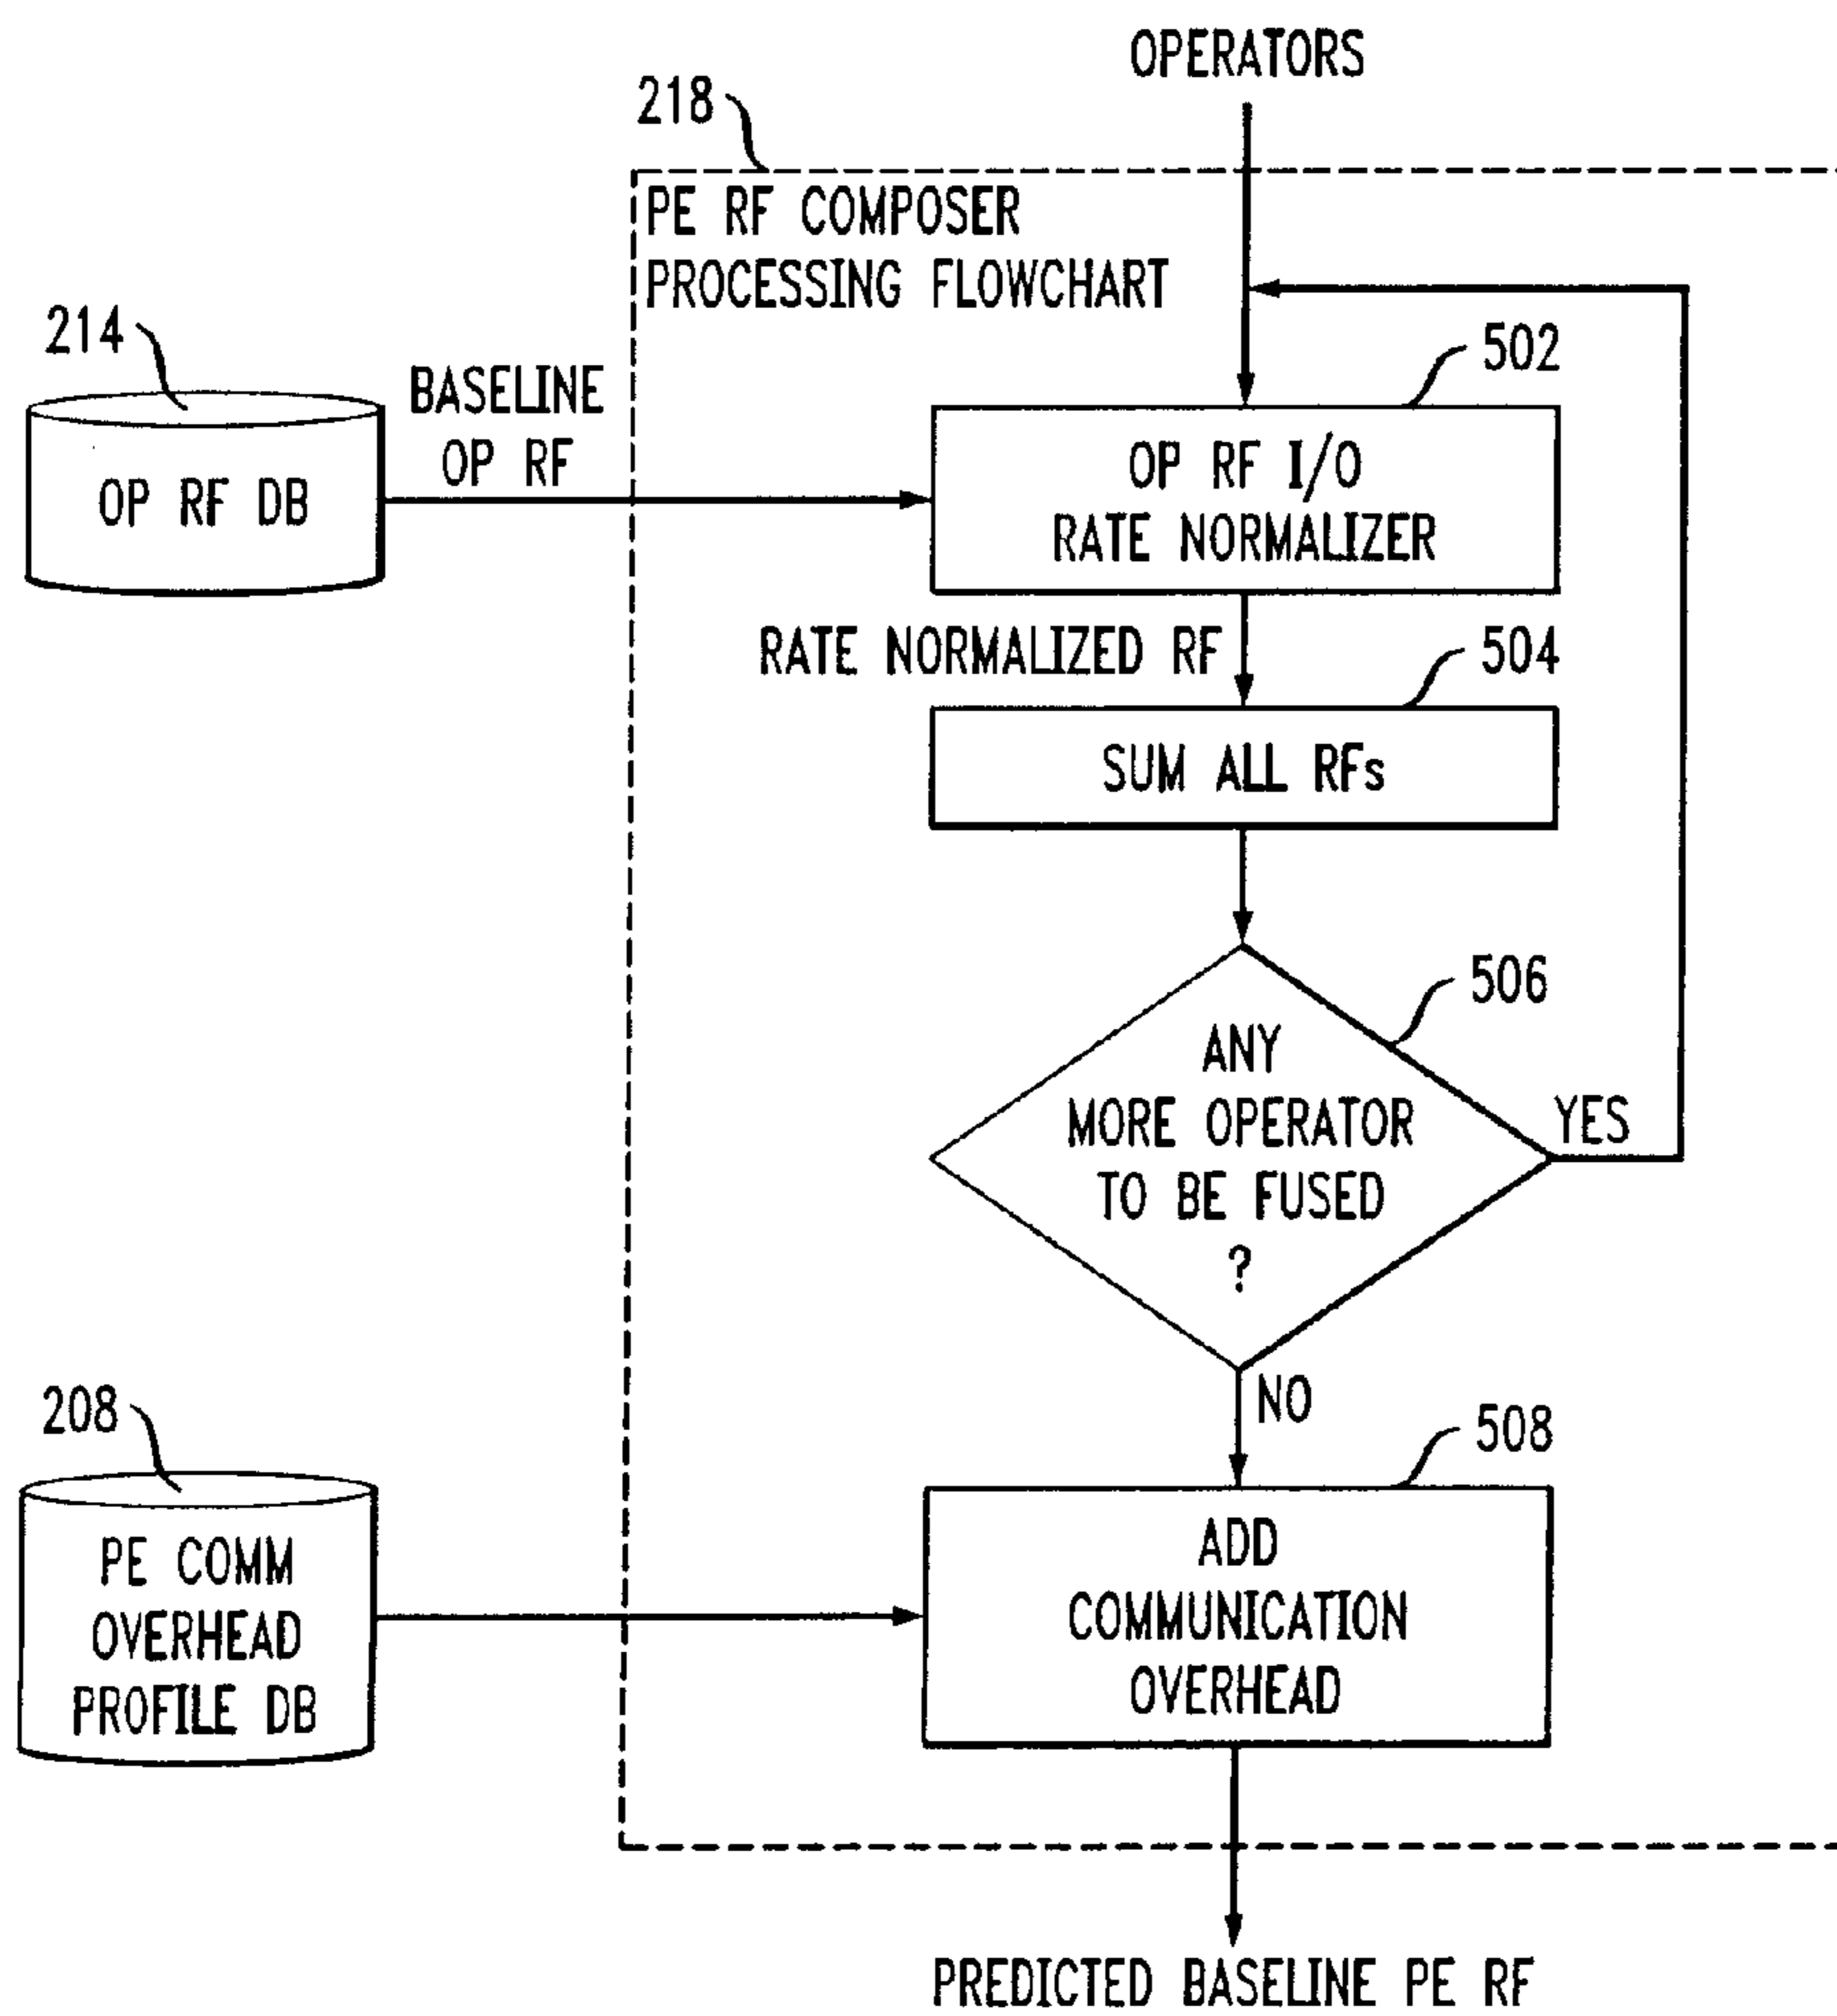 OPERATORS
218
PE RF COMPOSER
PROCESSING FLOWCHART
214
502
BASELINE
OP RF
OP RF DB
OP RF I/O
RATE NORMALIZER
RATE NORMALIZED RF
504
SUM ALL RFs
506
ANY
MORE OPERATOR
TO BE FUSED
?
YES
NO
208
508
PE COMM
OVERHEAD
PROFILE DB
ADD
COMMUNICATION
OVERHEAD
PREDICTED BASELINE PE RF